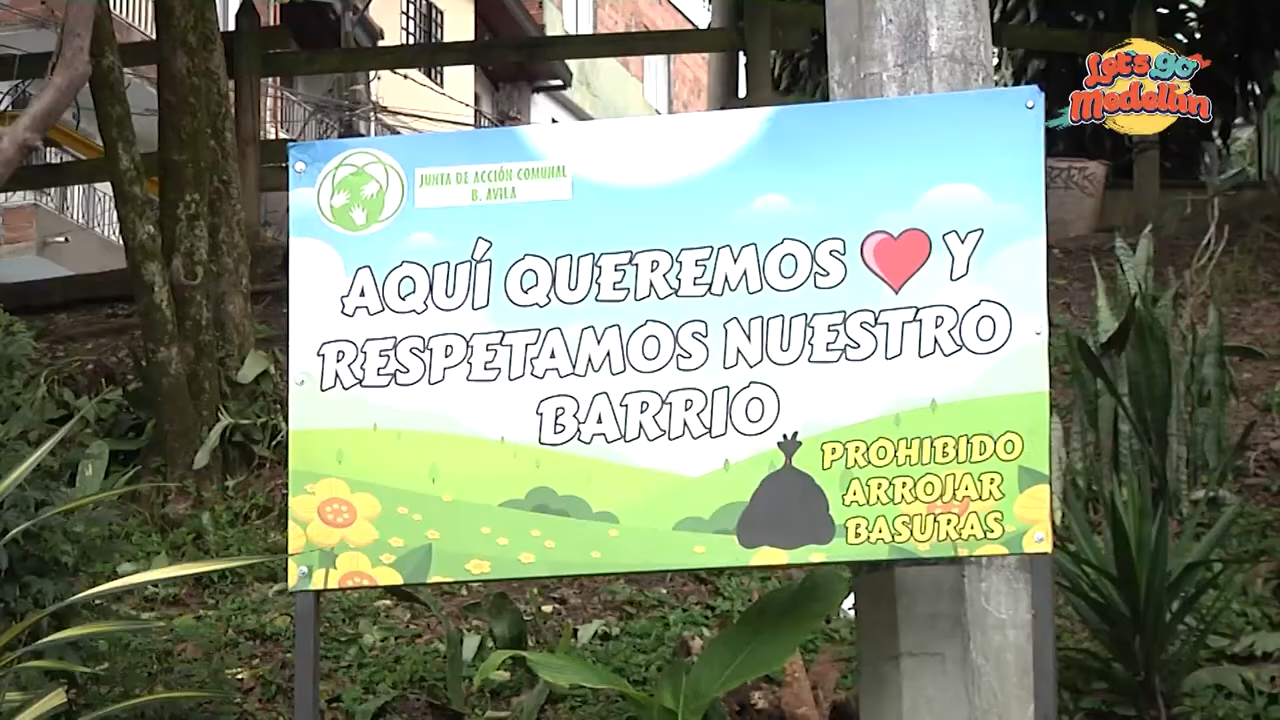 Let's go
Medellín
JUNTA DE ACCIÓN COMUNAL
B. AVILA
AQUÍ QUEREMOS ❤ Y
RESPETAMOS NUESTRO
BARRIO
PROHIBIDO
ARROJAR
BASURAS